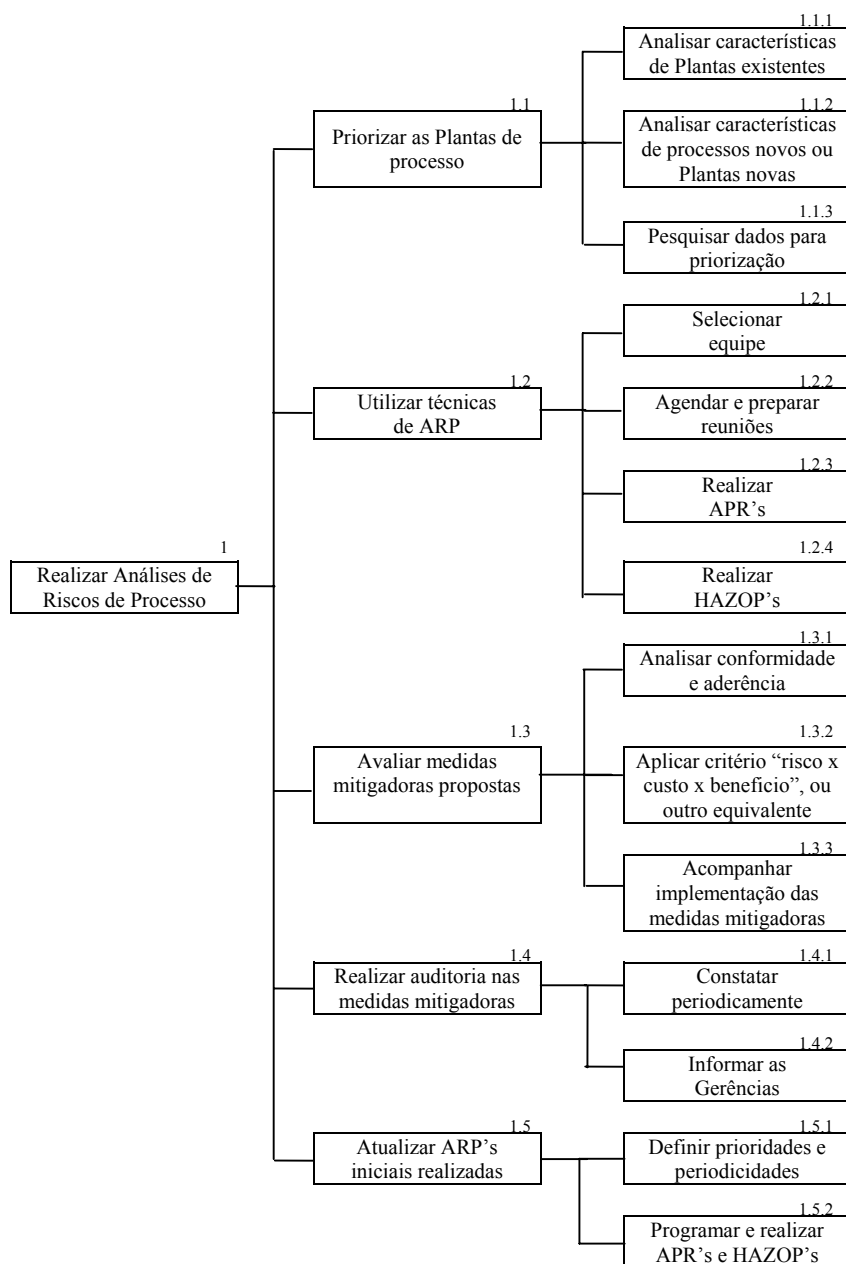 1.1.1
Analisar características
de Plantas existentes
1.1
Priorizar as Plantas de
processo
1.1.2
Analisar características
de processos novos ou
Plantas novas
1.1.3
Pesquisar dados para
priorização
1.2.1
Selecionar
equipe
1.2
Utilizar técnicas
de ARP
1.2.2
Agendar e preparar
reuniões
1.2.3
Realizar
APR’s
1
Realizar Análises de
Riscos de Processo
1.2.4
Realizar
HAZOP’s
1.3.1
Analisar conformidade
e aderência
1.3
Avaliar medidas
mitigadoras propostas
1.3.2
Aplicar critério “risco x
custo x beneficio”, ou
outro equivalente
1.3.3
Acompanhar
implementação das
medidas mitigadoras
1.4
Realizar auditoria nas
medidas mitigadoras
1.4.1
Constatar
periodicamente
1.4.2
Informar as
Gerências
1.5
Atualizar ARP’s
iniciais realizadas
1.5.1
Definir prioridades e
periodicidades
1.5.2
Programar e realizar
APR’s e HAZOP’s